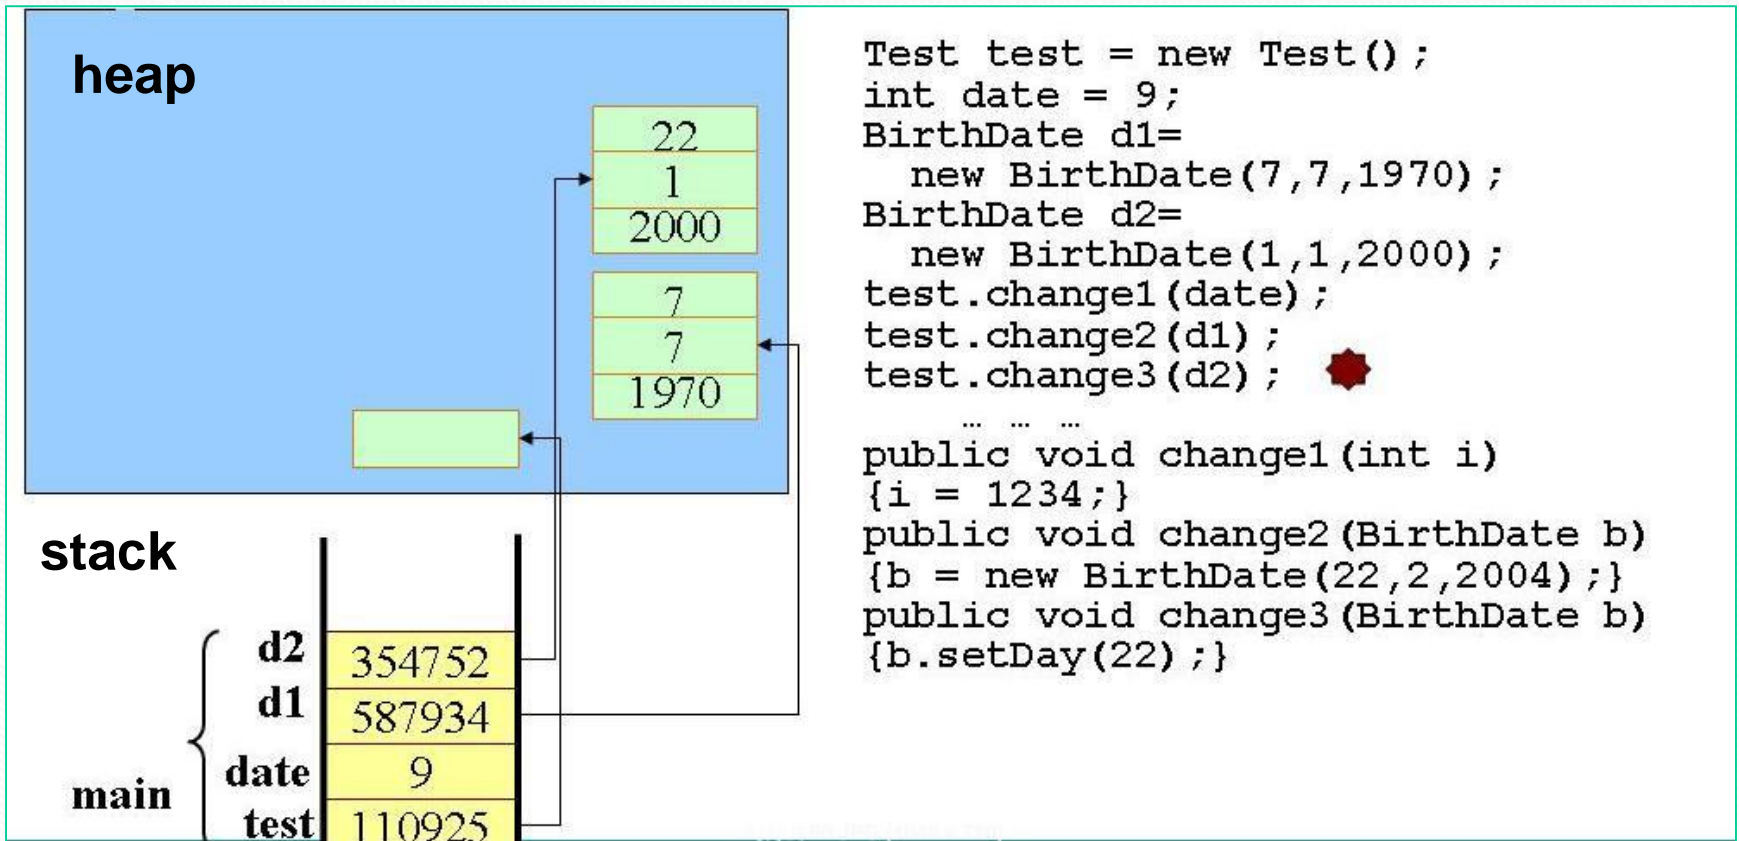 heap
22
1
2000
7
7
1970
stack
d2 354752
d1 587934
date 9
main
test 110925
Test test = new Test();
int date = 9;
BirthDate d1=
  new BirthDate(7,7,1970);
BirthDate d2=
  new BirthDate(1,1,2000);
test.change1(date);
test.change2(d1);
test.change3(d2);
… … …
public void change1(int i)
{i = 1234;}
public void change2(BirthDate b)
{b = new BirthDate(22,2,2004);}
public void change3(BirthDate b)
{b.setDay(22);}